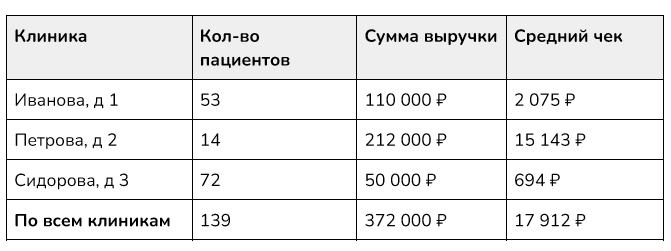 Клиника Кол-во пациентов Сумма выручки Средний чек
Иванова, д 1 53 110 000 ₽ 2 075 ₽
Петрова, д 2 14 212 000 ₽ 15 143 ₽
Сидорова, д 3 72 50 000 ₽ 694 ₽
По всем клиникам 139 372 000 ₽ 17 912 ₽